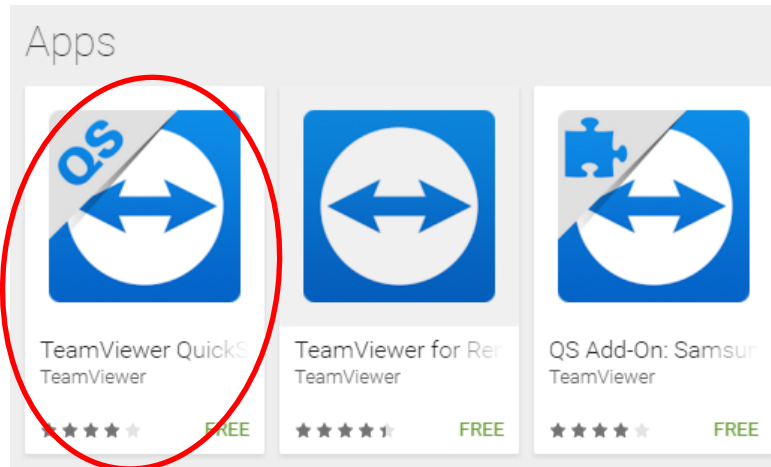 Apps
QS
TeamViewer QuickS
TeamViewer
FREE
TeamViewer for Rer
TeamViewer
FREE
QS Add-On: Samsur
TeamViewer
FREE